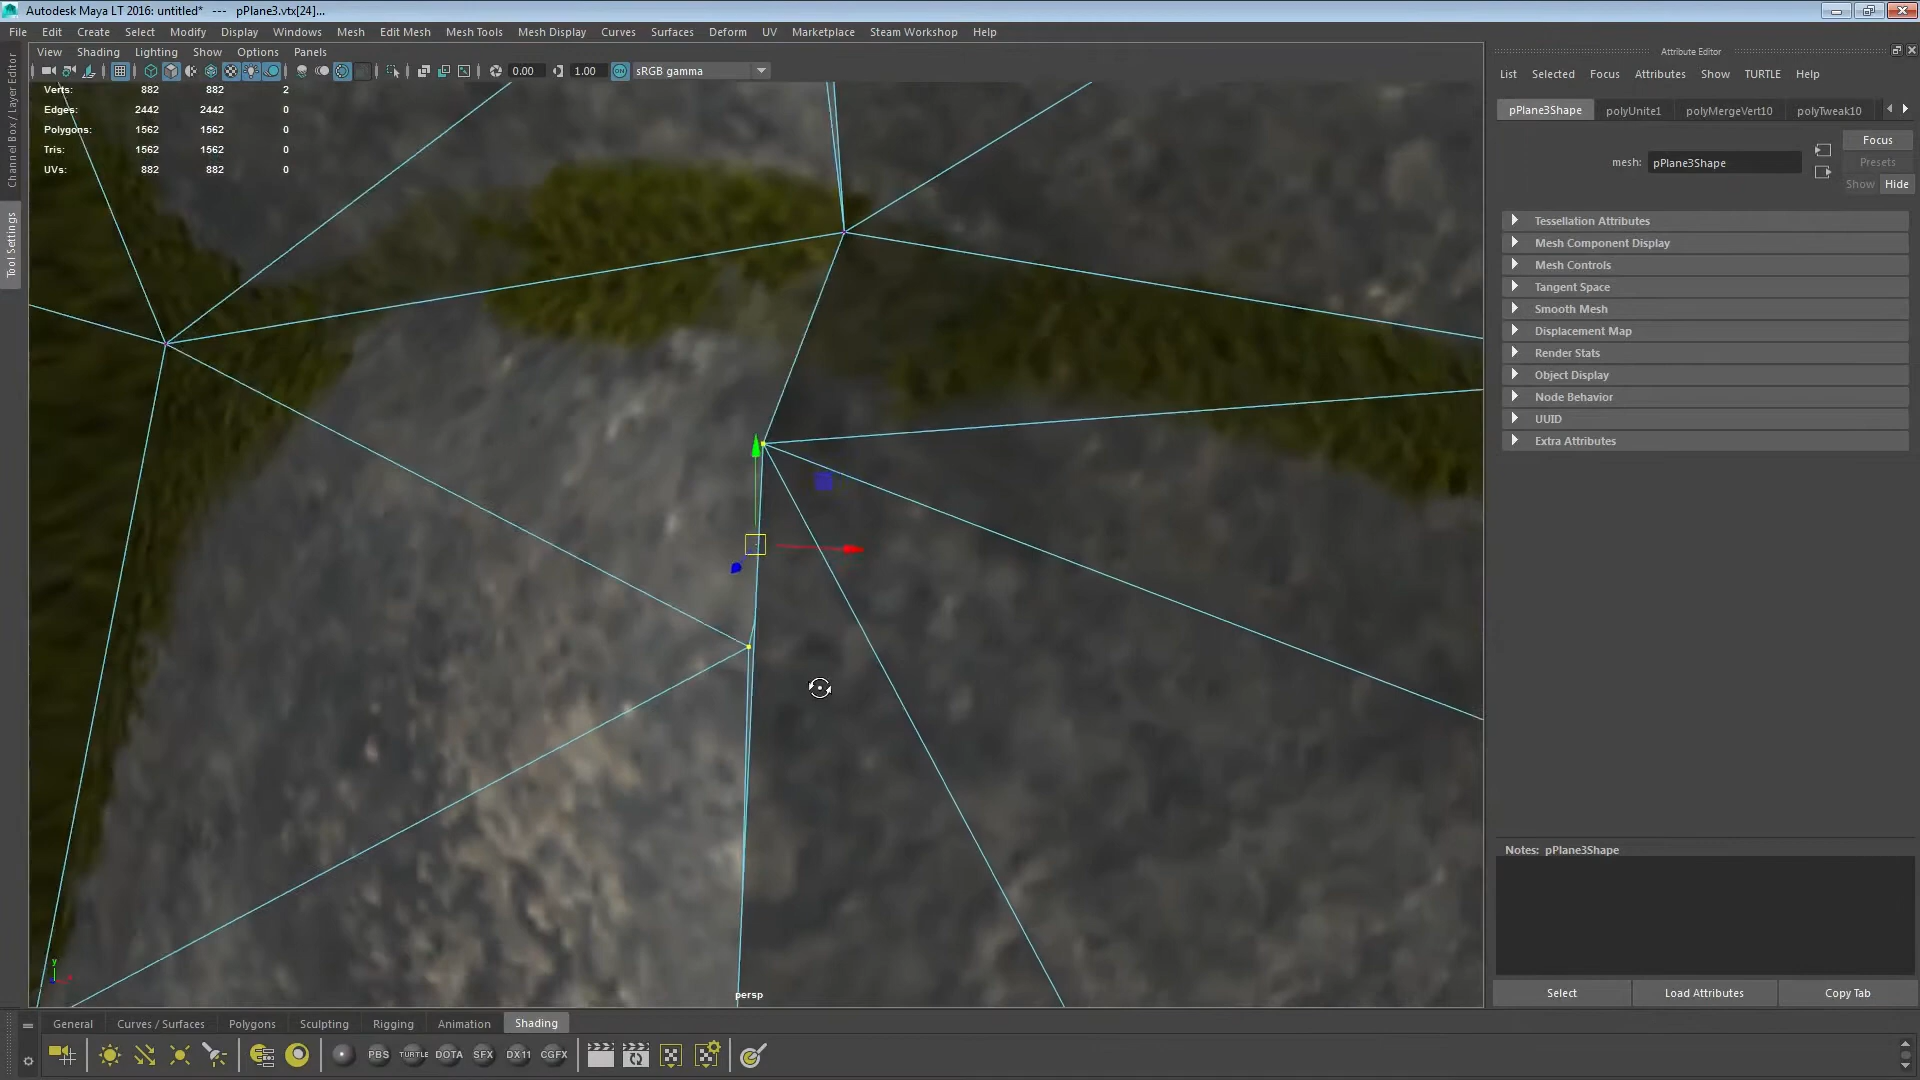 Autodesk Maya LT 2016: untitled* --- pPlane3.vtx[24]...
File Edit Create Select Modify Display Windows Mesh Edit Mesh Mesh Tools Mesh Display Curves Surfaces Deform UV Marketplace Steam Workshop Help
View Shading Lighting Show Options Panels
0.00 1.00 ON sRGB gamma
Verts: 882 882 2
Edges: 2442 2442 0
Polygons: 1562 1562 0
Tris: 1562 1562 0
UVs: 882 882 0
Channel Box / Layer Editor
Tool Settings
y
persp
Attribute Editor
List Selected Focus Attributes Show TURTLE Help
pPlane3Shape polyUnite1 polyMergeVert10 polyTweak10
mesh: pPlane3Shape
Focus
Presets
Show Hide
Tessellation Attributes
Mesh Component Display
Mesh Controls
Tangent Space
Smooth Mesh
Displacement Map
Render Stats
Object Display
Node Behavior
UUID
Extra Attributes
Notes: pPlane3Shape
Select Load Attributes Copy Tab
General Curves / Surfaces Polygons Sculpting Rigging Animation Shading
PBS TURTLE DOTA SFX DX11 CGFX